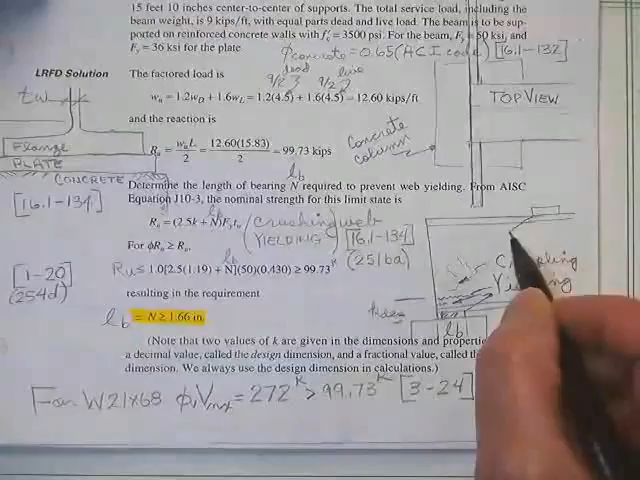 15 feet 10 inches center-to-center of supports. The total service load, including the
beam weight, is 9 kips/ft, with equal parts dead and live load. The beam is to be sup-
ported on reinforced concrete walls with f'c = 3500 psi. For the beam, Fy = 50 ksi, and
Fy = 36 ksi for the plate
ϕconcrete = 0.65 (ACI code) [16.1-132]
dead live
9/2 9/2
LRFD Solution The factored load is
tw
wu = 1.2wD + 1.6wL = 1.2(4.5) + 1.6(4.5) = 12.60 kips/ft
TOP VIEW
and the reaction is
Concrete column
Flange
PLATE
CONCRETE
Ru = wuL/2 = 12.60(15.83)/2 = 99.73 kips
lb
Determine the length of bearing N required to prevent web yielding. From AISC
Equation J10-3, the nominal strength for this limit state is
[16.1-134]
lb
Rn = (2.5k + N)Fytw (crushing web
YIELDING) [16.1-134]
(251ba)
For ϕRn ≥ Ru,
lb
[1-20]
(254d)
Rus 1.0[2.5(1.19) + N](50)(0.430) ≥ 99.73 K
Yielding
resulting in the requirement
kdes
lb = N ≥ 1.66 in.
lb
(Note that two values of k are given in the dimensions and properties
a decimal value, called the design dimension, and a fractional value, called the
dimension. We always use the design dimension in calculations.)
For W21x68 ϕvVnx = 272 K > 99.73 K [3-24]